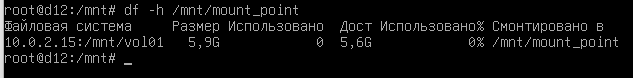 root@d12:/mnt# df -h /mnt/mount_point
Файловая система     Размер Использовано  Дост Использовано% Смонтировано в
10.0.2.15:/mnt/vol01   5,9G            0  5,6G            0% /mnt/mount_point
root@d12:/mnt# _